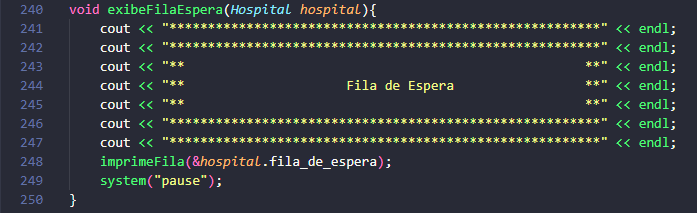 240 void exibeFilaEspera(Hospital hospital){
241     cout << "********************************************************" << endl;
242     cout << "********************************************************" << endl;
243     cout << "**                                                    **" << endl;
244     cout << "**                     Fila de Espera                 **" << endl;
245     cout << "**                                                    **" << endl;
246     cout << "********************************************************" << endl;
247     cout << "********************************************************" << endl;
248     imprimeFila(&hospital.fila_de_espera);
249     system("pause");
250 }